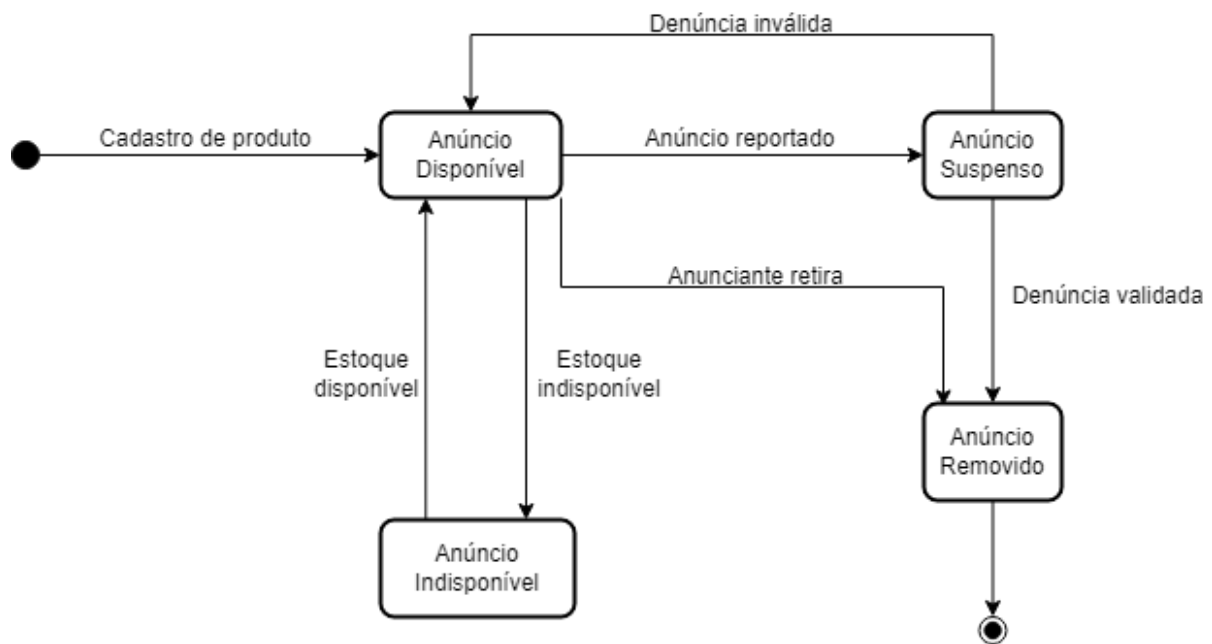 Denúncia inválida
Cadastro de produto
Anúncio
Disponível
Anúncio reportado
Anúncio
Suspenso
Anunciante retira
Denúncia validada
Estoque
disponível
Estoque
indisponível
Anúncio
Removido
Anúncio
Indisponível